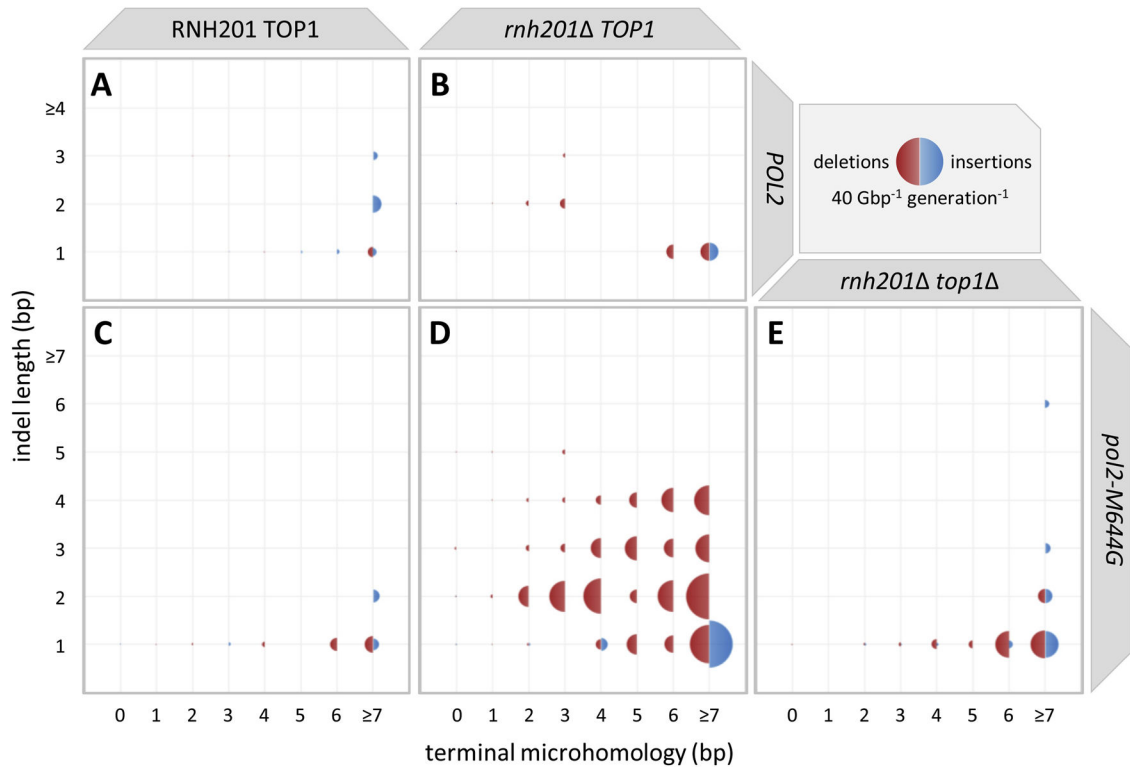 RNH201 TOP1
rnh201Δ TOP1
A
B
≥4
3
2
1
POL2
deletions insertions
40 Gbp⁻¹ generation⁻¹
rnh201Δ top1Δ
indel length (bp)
C
D
E
≥7
6
5
4
3
2
1
pol2-M644G
0 1 2 3 4 5 6 ≥7
0 1 2 3 4 5 6 ≥7
0 1 2 3 4 5 6 ≥7
terminal microhomology (bp)